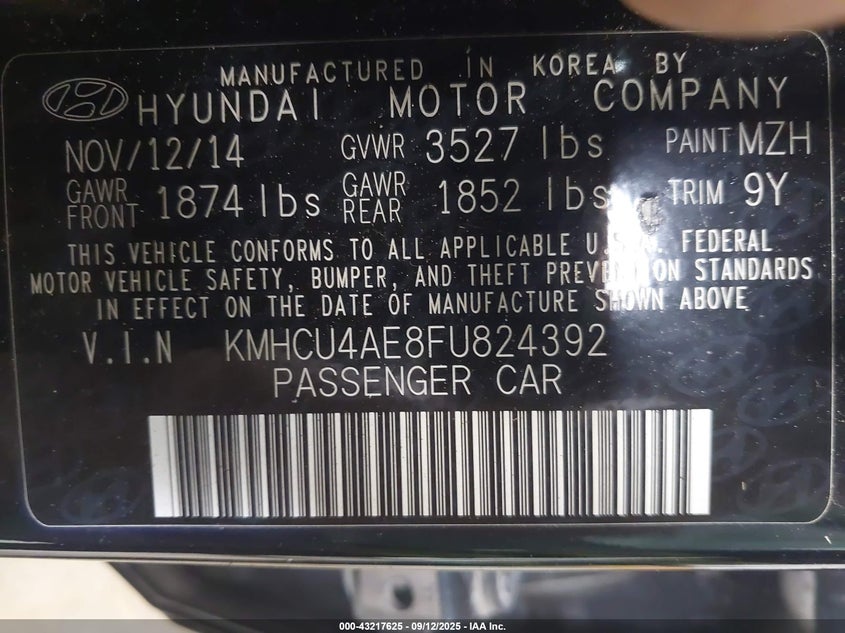 MANUFACTURED IN KOREA BY
HYUNDAI MOTOR COMPANY
NOV/12/14 GVWR 3527 lbs PAINT MZH
GAWR FRONT 1874 lbs GAWR REAR 1852 lbs TRIM 9Y
THIS VEHICLE CONFORMS TO ALL APPLICABLE U.S.A. FEDERAL
MOTOR VEHICLE SAFETY, BUMPER, AND THEFT PREVENTION STANDARDS
IN EFFECT ON THE DATE OF MANUFACTURE SHOWN ABOVE
V.I.N KMHCU4AE8FU824392
PASSENGER CAR
000-43217625 - 09/12/2025 - IAA Inc.